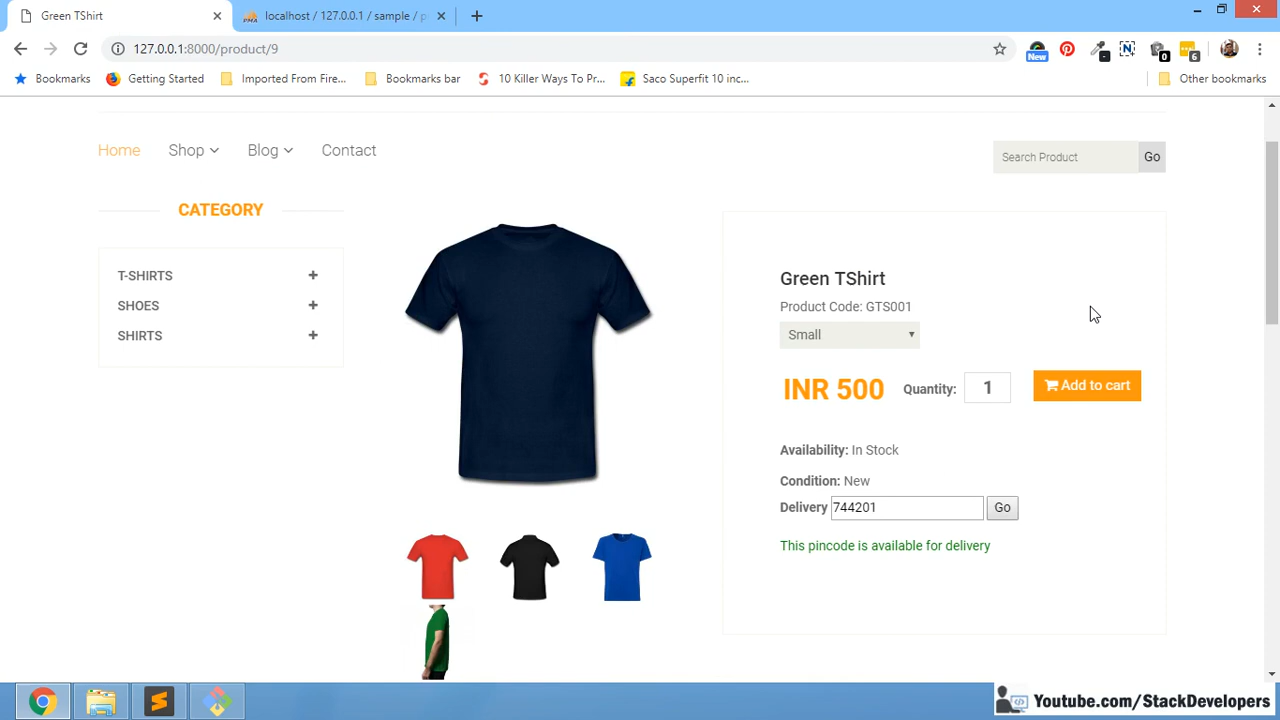 Green TShirt
localhost / 127.0.0.1 / sample / p
127.0.0.1:8000/product/9
New
0
6
Bookmarks
Getting Started
Imported From Fire...
Bookmarks bar
10 Killer Ways To Pr...
Saco Superfit 10 inc...
Other bookmarks
Home
Shop
Blog
Contact
Search Product
Go
CATEGORY
T-SHIRTS
SHOES
SHIRTS
Green TShirt
Product Code: GTS001
Small
INR 500
Quantity:
1
Add to cart
Availability: In Stock
Condition: New
Delivery 744201 Go
This pincode is available for delivery
Youtube.com/StackDevelopers